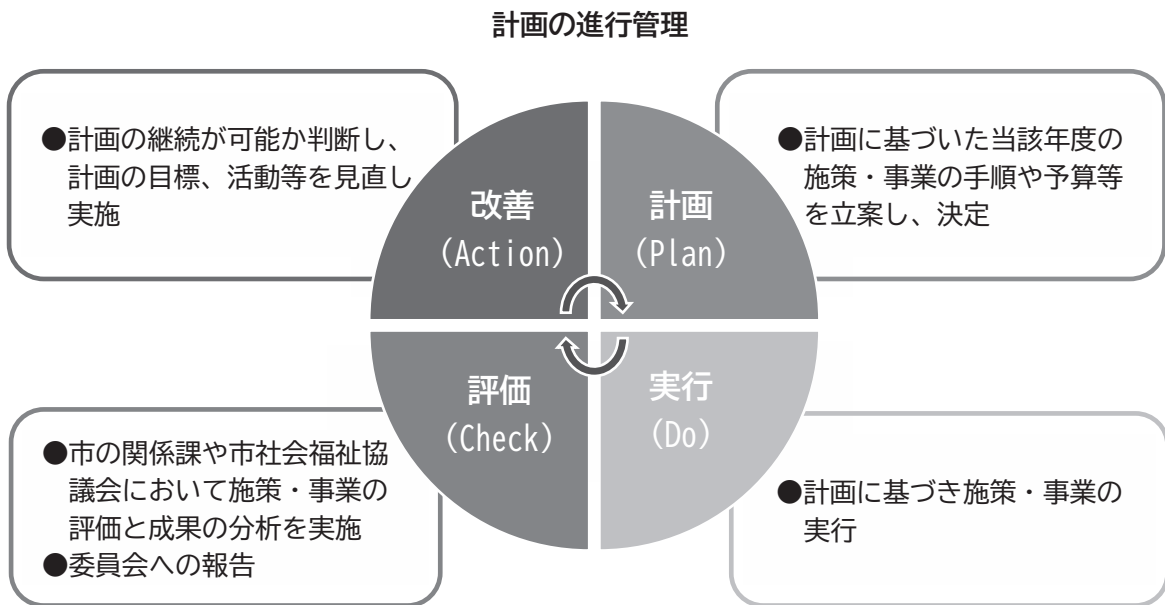 計画の進行管理
●計画の継続が可能か判断し、
計画の目標、活動等を見直し
実施
改善
(Action)
計画
(Plan)
●計画に基づいた当該年度の
施策・事業の手順や予算等
を立案し、決定
●市の関係課や市社会福祉協
議会において施策・事業の
評価と成果の分析を実施
●委員会への報告
評価
(Check)
実行
(Do)
●計画に基づき施策・事業の
実行